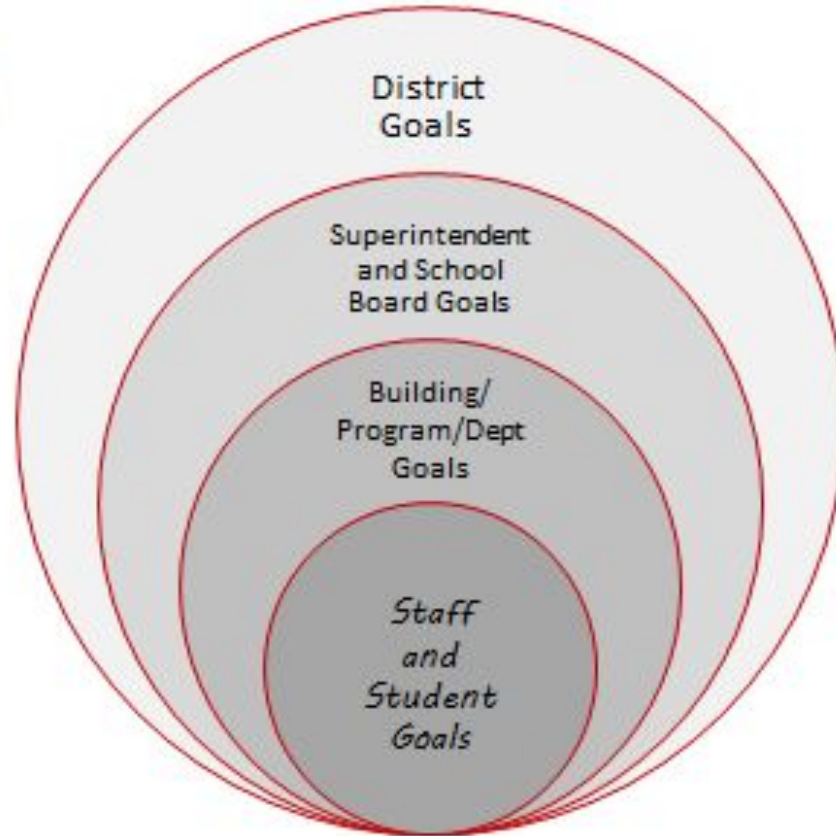 District
Goals
Superintendent
and School
Board Goals
Building/
Program/Dept
Goals
Staff
and
Student
Goals